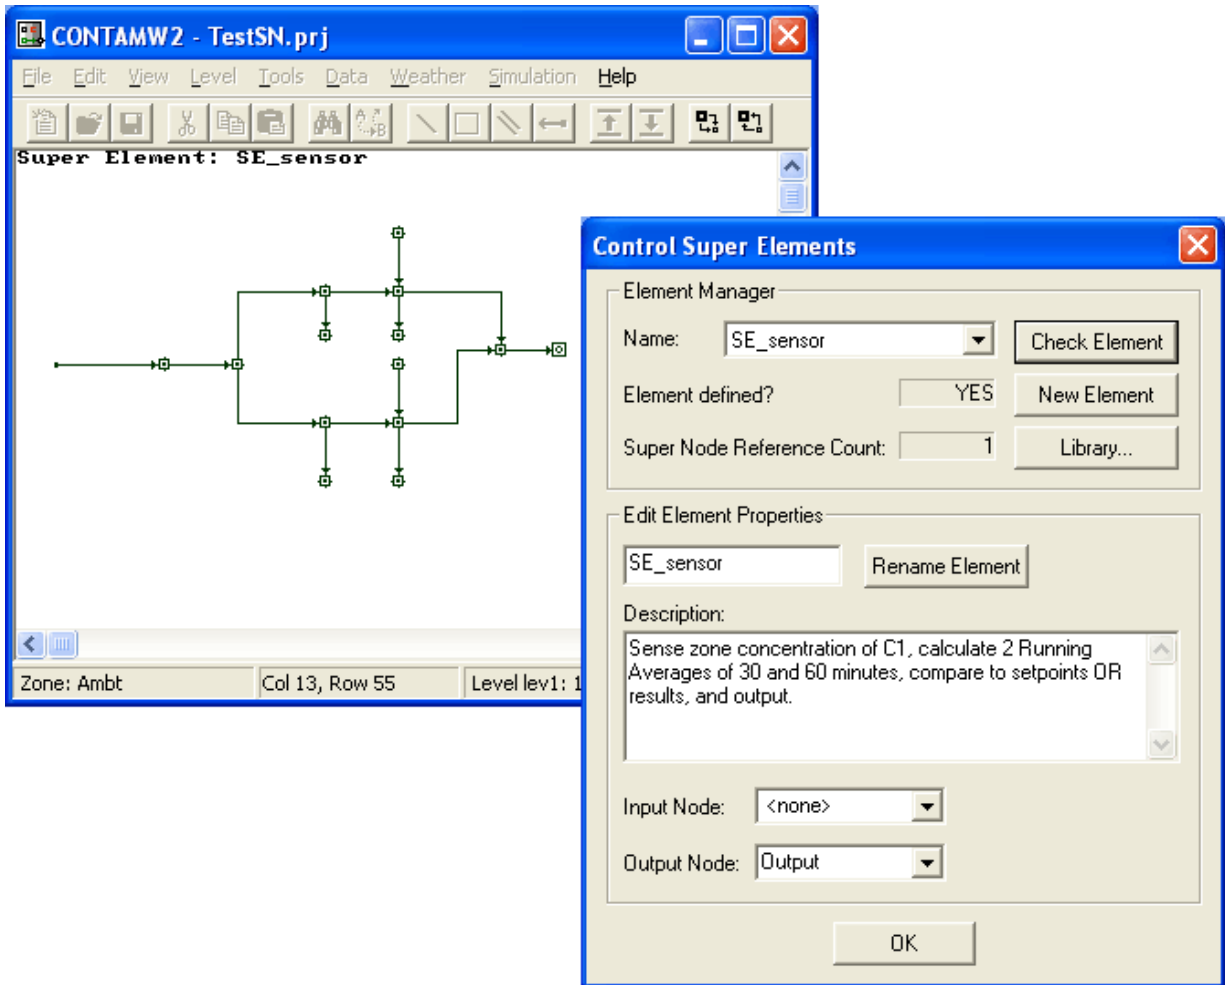 CONTAMW2 - TestSN.prj
File Edit View Level Tools Data Weather Simulation Help
Super Element: SE_sensor
Zone: Ambt
Col 13, Row 55
Level lev1: 1
Control Super Elements
Element Manager
Name: SE_sensor Check Element
Element defined? YES New Element
Super Node Reference Count: 1 Library...
Edit Element Properties
SE_sensor Rename Element
Description:
Sense zone concentration of C1, calculate 2 Running
Averages of 30 and 60 minutes, compare to setpoints OR
results, and output.
Input Node: <none>
Output Node: Output
OK